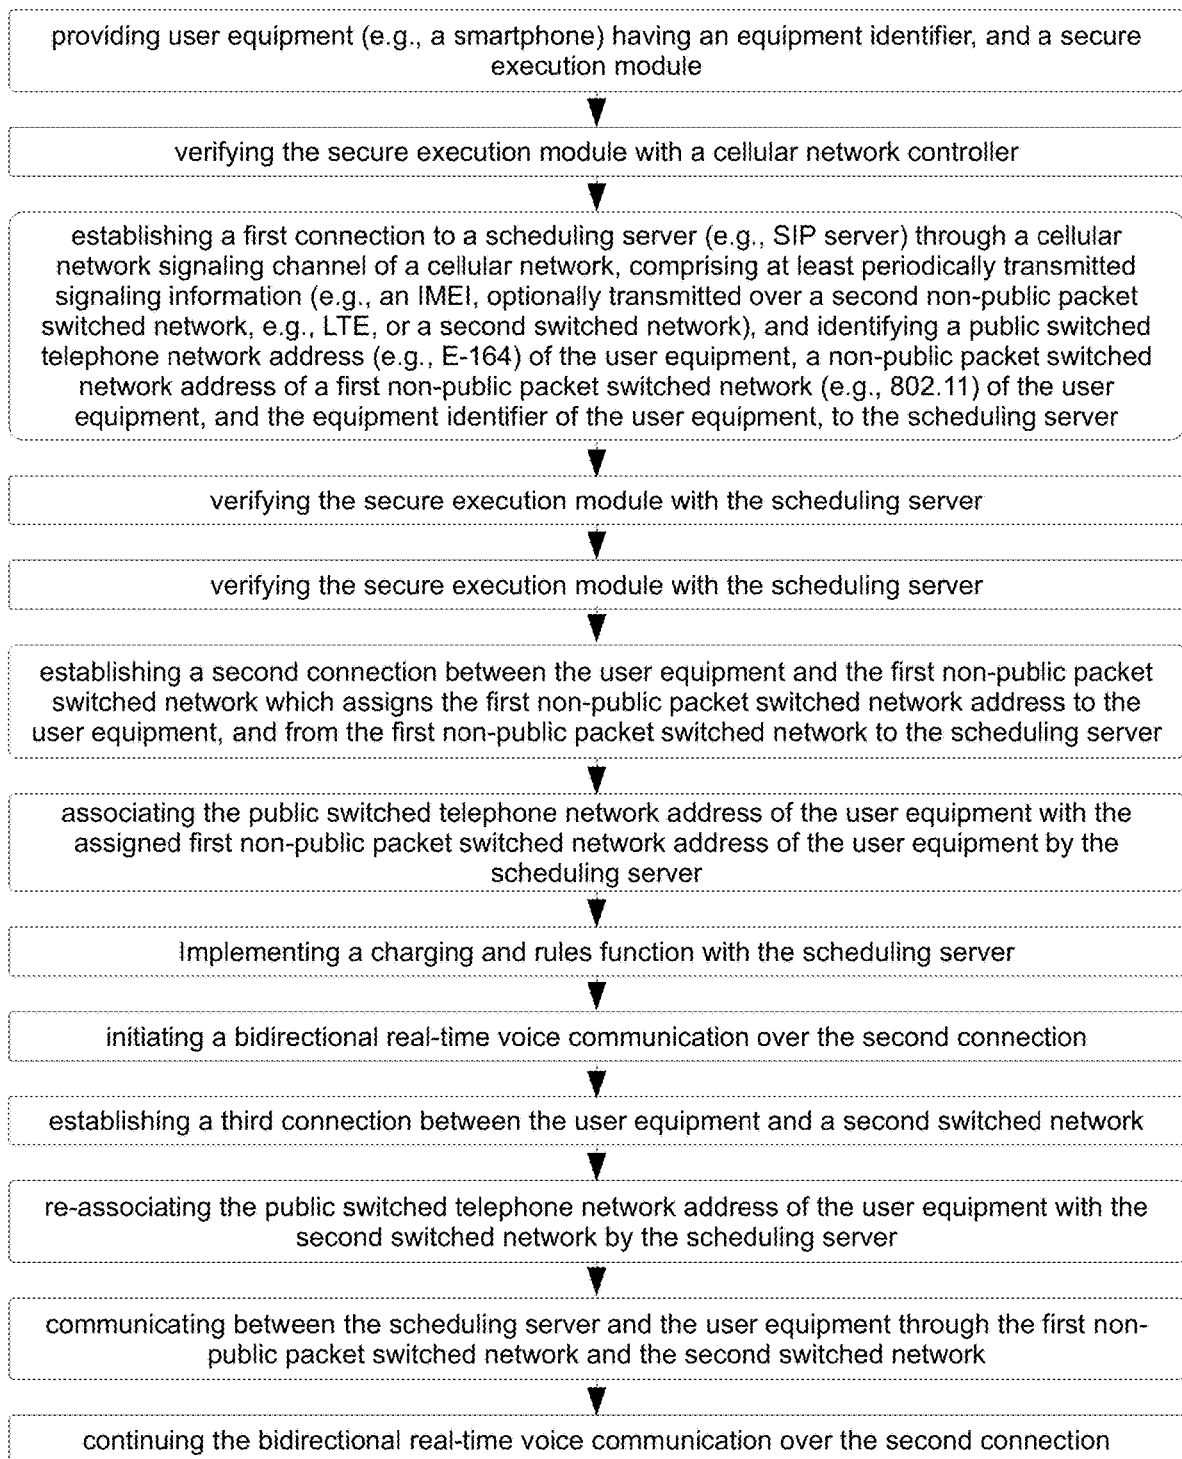 providing user equipment (e.g., a smartphone) having an equipment identifier, and a secure
execution module
verifying the secure execution module with a cellular network controller
establishing a first connection to a scheduling server (e.g., SIP server) through a cellular
network signaling channel of a cellular network, comprising at least periodically transmitted
signaling information (e.g., an IMEI, optionally transmitted over a second non-public packet
switched network, e.g., LTE, or a second switched network), and identifying a public switched
telephone network address (e.g., E-164) of the user equipment, a non-public packet switched
network address of a first non-public packet switched network (e.g., 802.11) of the user
equipment, and the equipment identifier of the user equipment, to the scheduling server
verifying the secure execution module with the scheduling server
verifying the secure execution module with the scheduling server
establishing a second connection between the user equipment and the first non-public packet
switched network which assigns the first non-public packet switched network address to the
user equipment, and from the first non-public packet switched network to the scheduling server
associating the public switched telephone network address of the user equipment with the
assigned first non-public packet switched network address of the user equipment by the
scheduling server
Implementing a charging and rules function with the scheduling server
initiating a bidirectional real-time voice communication over the second connection
establishing a third connection between the user equipment and a second switched network
re-associating the public switched telephone network address of the user equipment with the
second switched network by the scheduling server
communicating between the scheduling server and the user equipment through the first non-
public packet switched network and the second switched network
continuing the bidirectional real-time voice communication over the second connection